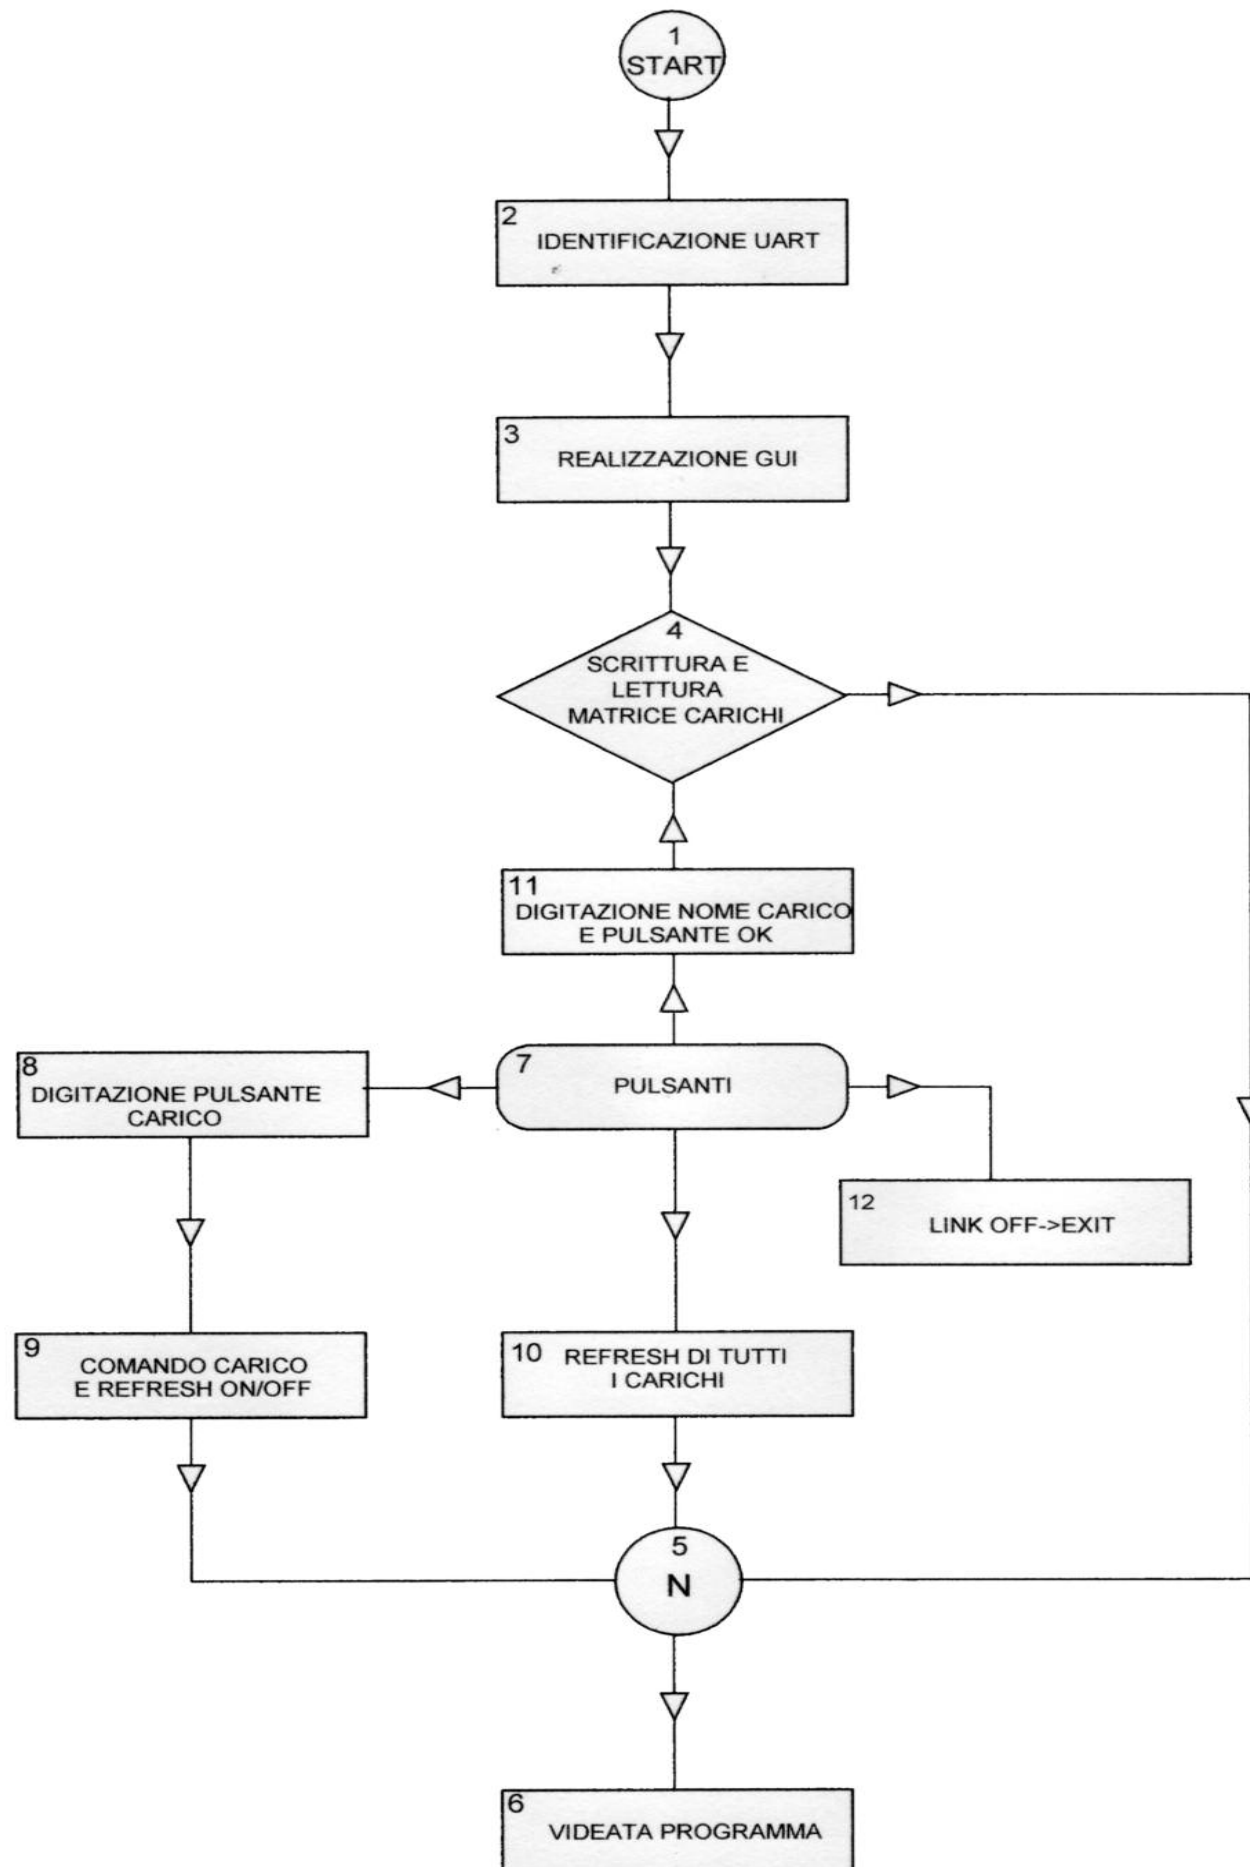 1
START
2
IDENTIFICAZIONE UART
3
REALIZZAZIONE GUI
4
SCRITTURA E
LETTURA
MATRICE CARICHI
11
DIGITAZIONE NOME CARICO
E PULSANTE OK
8
DIGITAZIONE PULSANTE
CARICO
7
PULSANTI
12
LINK OFF->EXIT
9
COMANDO CARICO
E REFRESH ON/OFF
10
REFRESH DI TUTTI
I CARICHI
5
N
6
VIDEATA PROGRAMMA